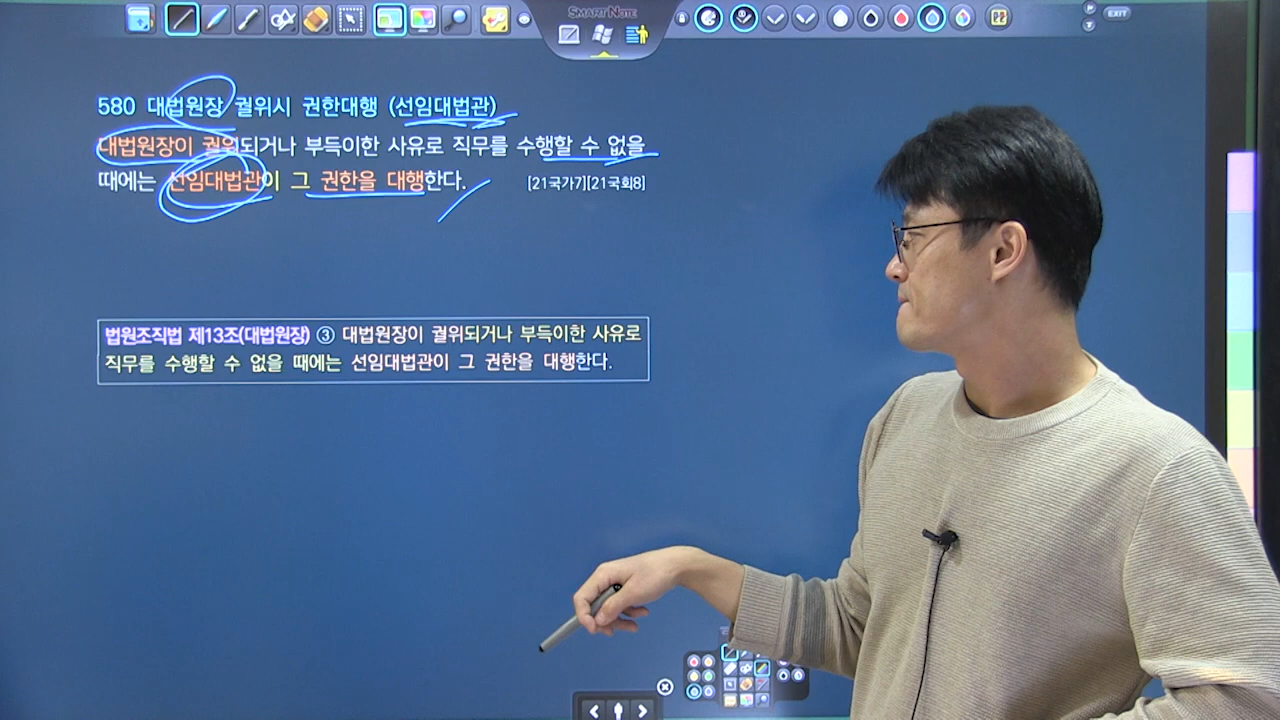 SMART NOTE
EXIT
580 대법원장 궐위시 권한대행 (선임대법관)
대법원장이 궐위되거나 부득이한 사유로 직무를 수행할 수 없을
때에는 선임대법관이 그 권한을 대행한다. [21국가7][21국회8]
법원조직법 제13조(대법원장) ③ 대법원장이 궐위되거나 부득이한 사유로
직무를 수행할 수 없을 때에는 선임대법관이 그 권한을 대행한다.